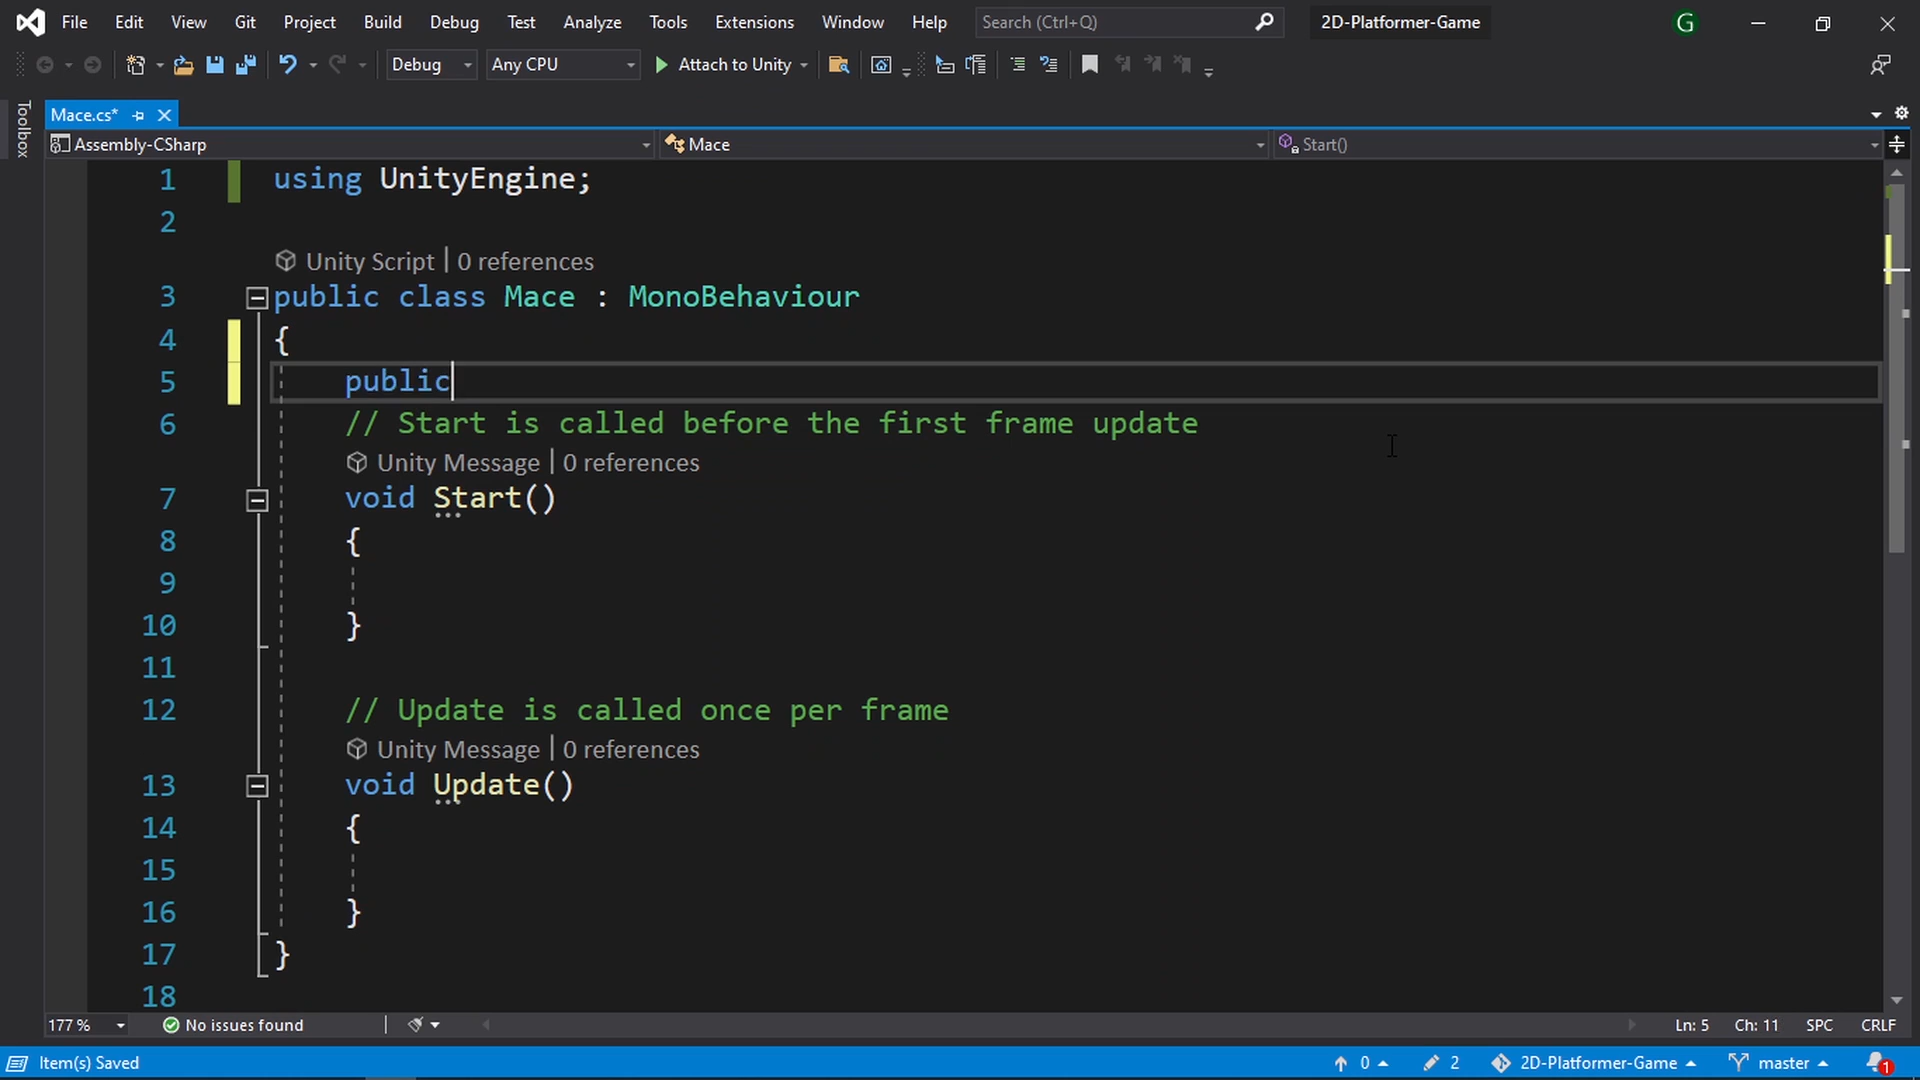 File Edit View Git Project Build Debug Test Analyze Tools Extensions Window Help Search (Ctrl+Q) 2D-Platformer-Game G
Debug Any CPU Attach to Unity
Toolbox
Mace.cs*
Assembly-CSharp Mace Start()
1 using UnityEngine;
2
Unity Script | 0 references
3 public class Mace : MonoBehaviour
4 {
5 public
6 // Start is called before the first frame update
Unity Message | 0 references
7 void Start()
8 {
9
10 }
11
12 // Update is called once per frame
Unity Message | 0 references
13 void Update()
14 {
15
16 }
17 }
18
177 % No issues found Ln: 5 Ch: 11 SPC CRLF
Item(s) Saved 0 2 2D-Platformer-Game master 1